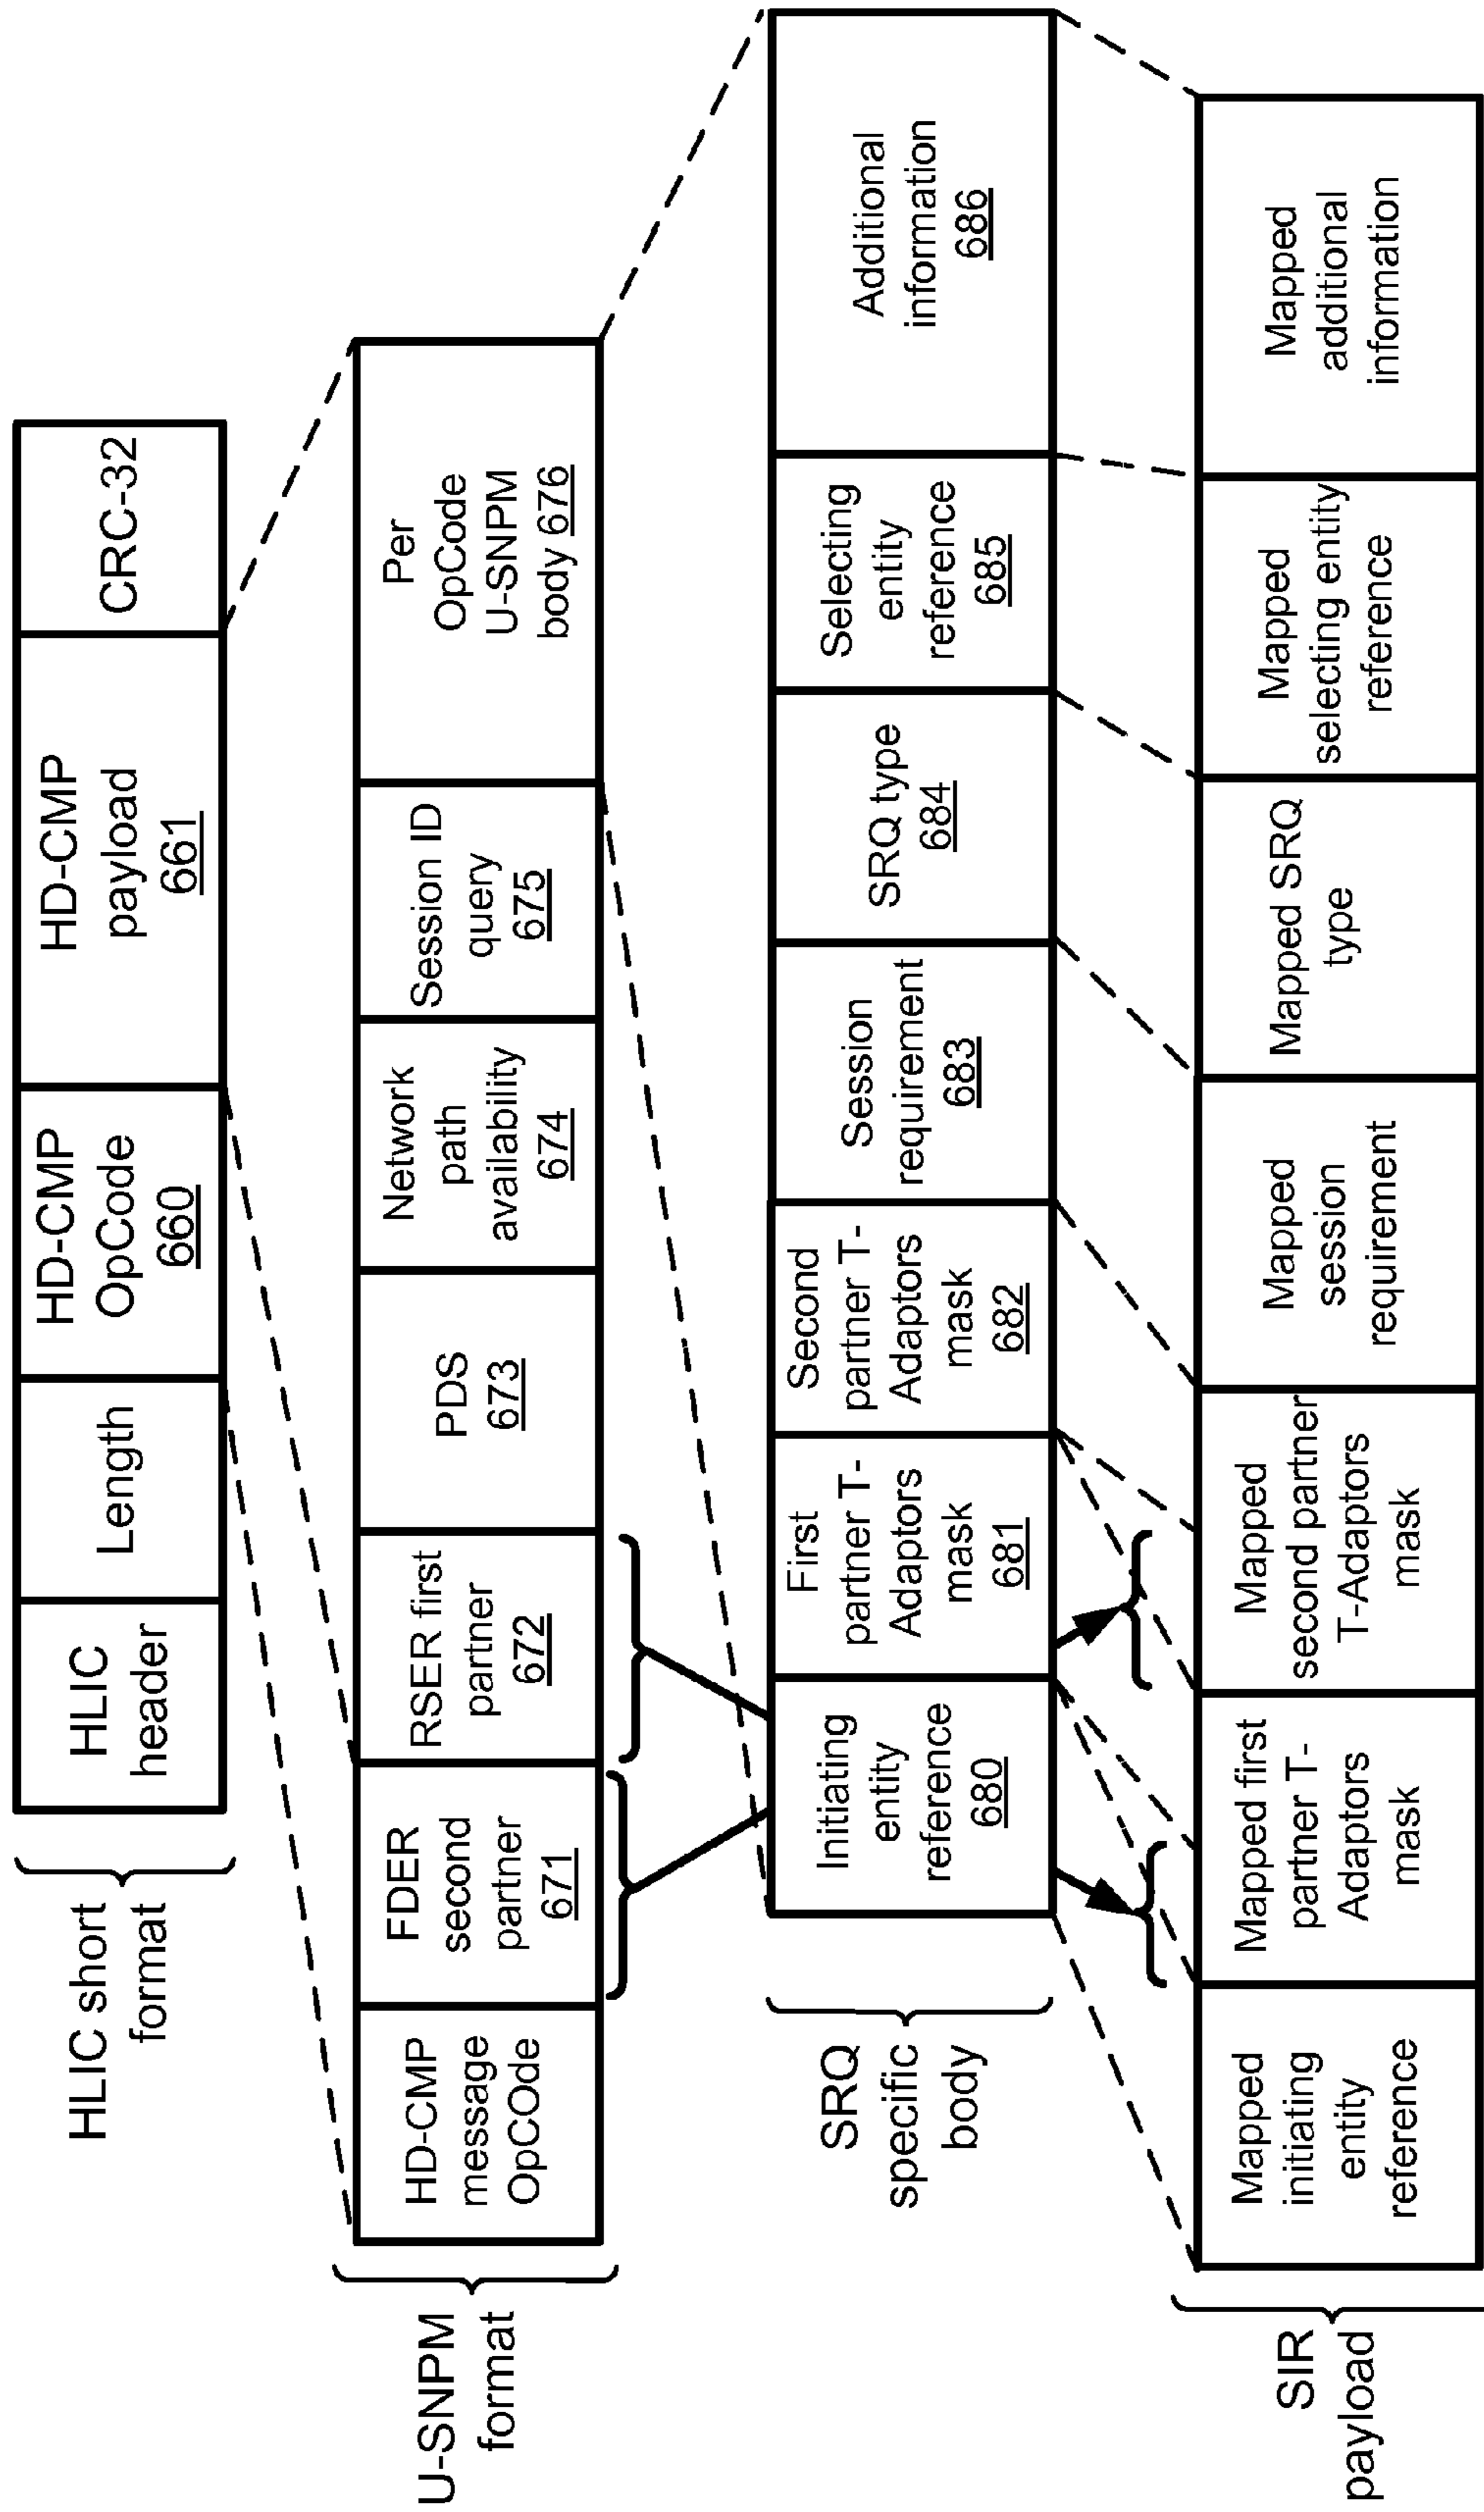 HLIC short
format
HLIC
header
Length
HD-CMP
OpCode
660
HD-CMP
payload
661
CRC-32
U-SNPM
format
HD-CMP
message
OpCOde
FDER
second
partner
671
RSER first
partner
672
PDS
673
Network
path
availability
674
Session ID
query
675
Per
OpCode
U-SNPM
body 676
SRQ
specific
body
Initiating
entity
reference
680
First
partner T-
Adaptors
mask
681
Second
partner T-
Adaptors
mask
682
Session
requirement
683
SRQ type
684
Selecting
entity
reference
685
Additional
information
686
SIR
payload
Mapped
initiating
entity
reference
Mapped first
partner T-
Adaptors
mask
Mapped
second partner
T-Adaptors
mask
Mapped
session
requirement
Mapped SRQ
type
Mapped
selecting entity
reference
Mapped
additional
information